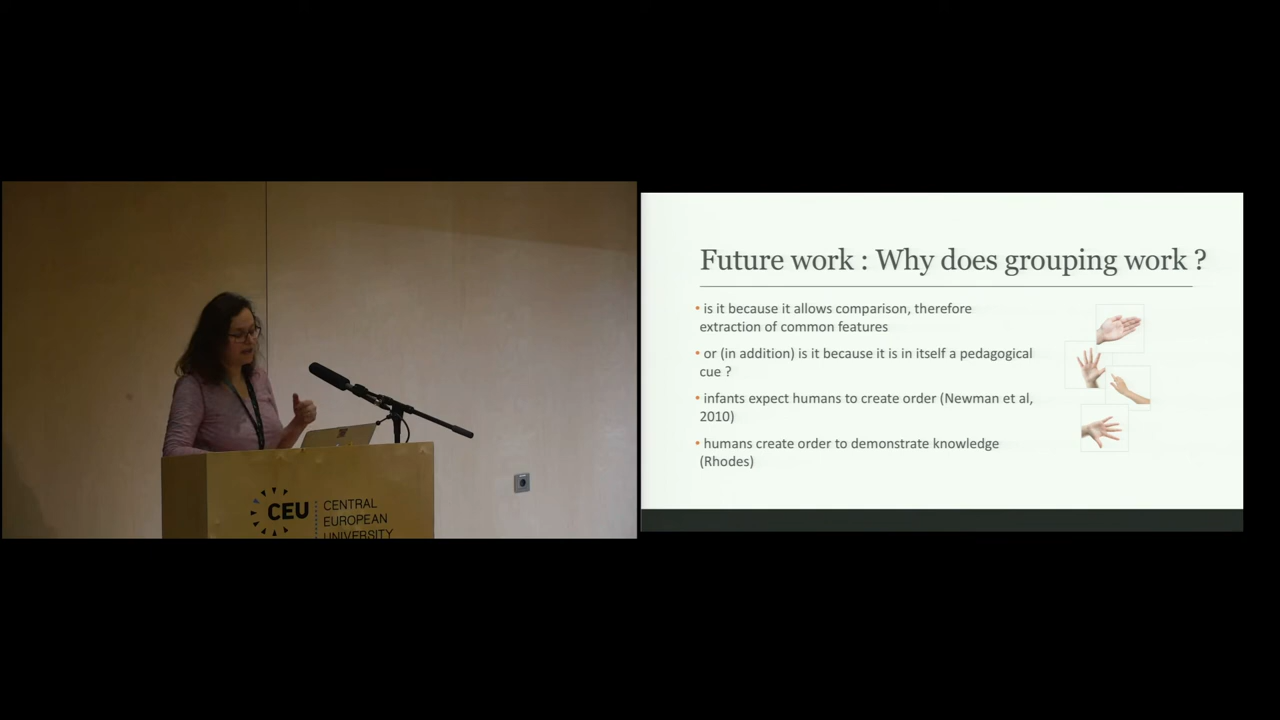 CEU
CENTRAL
EUROPEAN
UNIVERSITY
Future work : Why does grouping work ?
• is it because it allows comparison, therefore
extraction of common features
• or (in addition) is it because it is in itself a pedagogical
cue ?
• infants expect humans to create order (Newman et al,
2010)
• humans create order to demonstrate knowledge
(Rhodes)